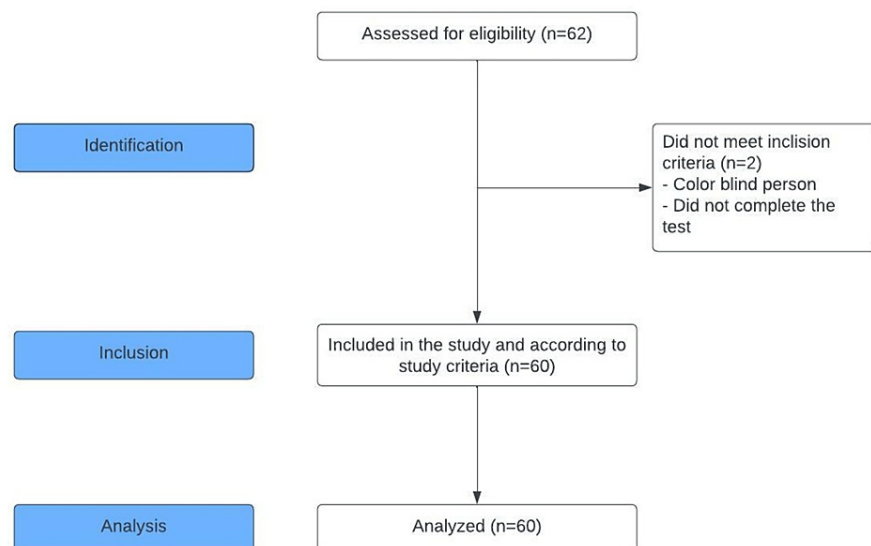 Assessed for eligibility (n=62)
Identification
Did not meet inclision
criteria (n=2)
- Color blind person
- Did not complete the
test
Inclusion
Included in the study and according to
study criteria (n=60)
Analysis
Analyzed (n=60)